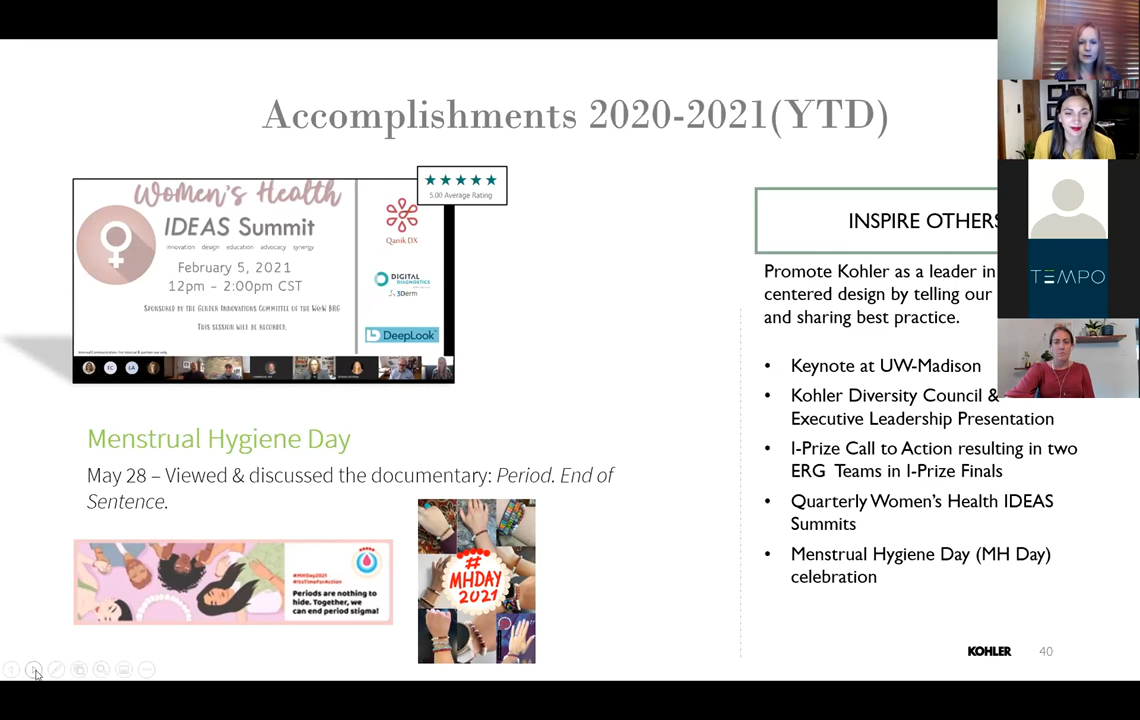 Accomplishments 2020-2021(YTD)
Women's Health
IDEAS Summit
innovation design education advocacy synergy
February 5, 2021
12pm – 2:00pm CST
Sponsored by the Gender Innovations Committee of the WoW BRG
This session will be recorded.
5.00 Average Rating
Qanik DX
DIGITAL
DIAGNOSTICS
3Derm
DeepLook
EC
LA
Menstrual Hygiene Day
May 28 – Viewed & discussed the documentary: Period. End of
Sentence.
#MHDay2021
#ItsTimeForAction
Periods are nothing to
hide. Together, we
can end period stigma!
#
MHDAY
2021
INSPIRE OTHERS
Promote Kohler as a leader in
centered design by telling our
and sharing best practice.
• Keynote at UW-Madison
• Kohler Diversity Council &
Executive Leadership Presentation
• I-Prize Call to Action resulting in two
ERG Teams in I-Prize Finals
• Quarterly Women's Health IDEAS
Summits
• Menstrual Hygiene Day (MH Day)
celebration
KOHLER
40
TEMPO